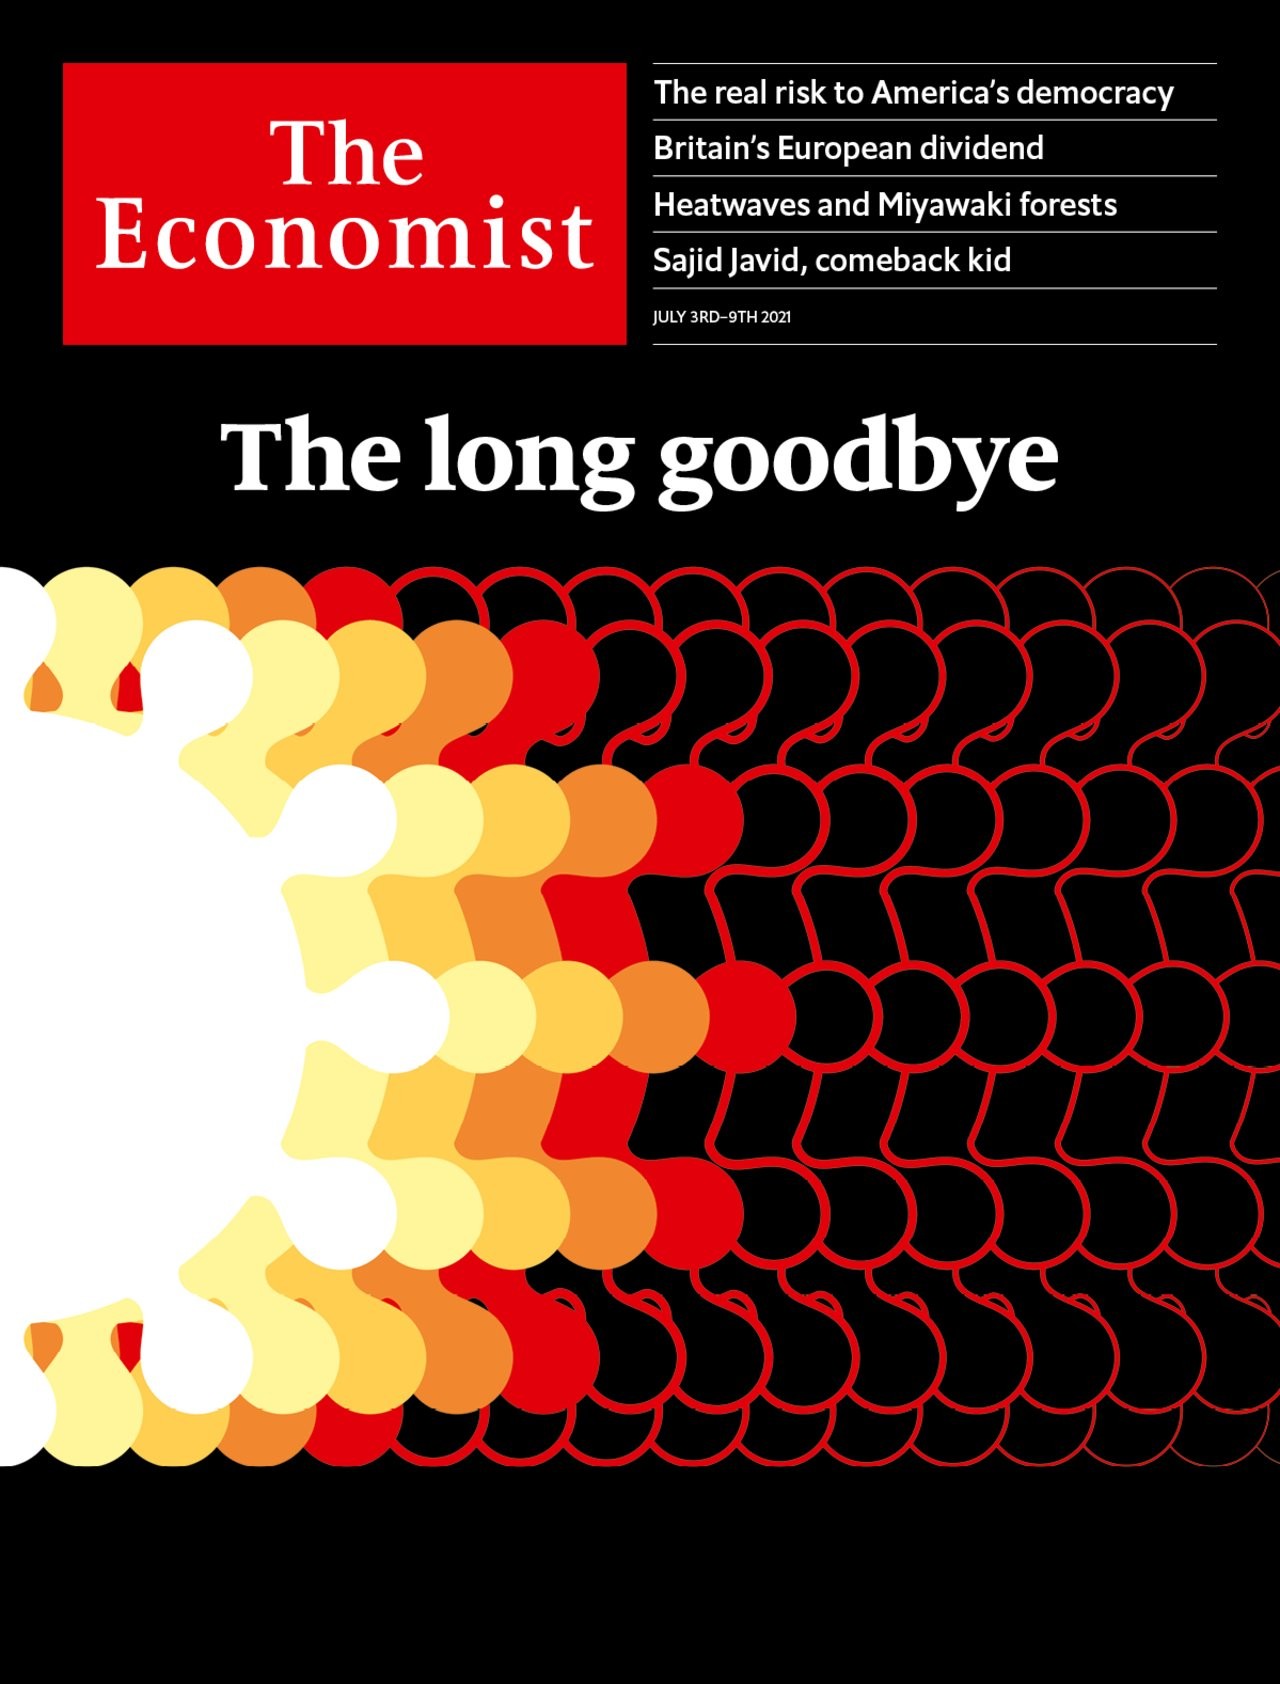 The
Economist
The real risk to America's democracy
Britain's European dividend
Heatwaves and Miyawaki forests
Sajid Javid, comeback kid
JULY 3RD–9TH 2021
The long goodbye